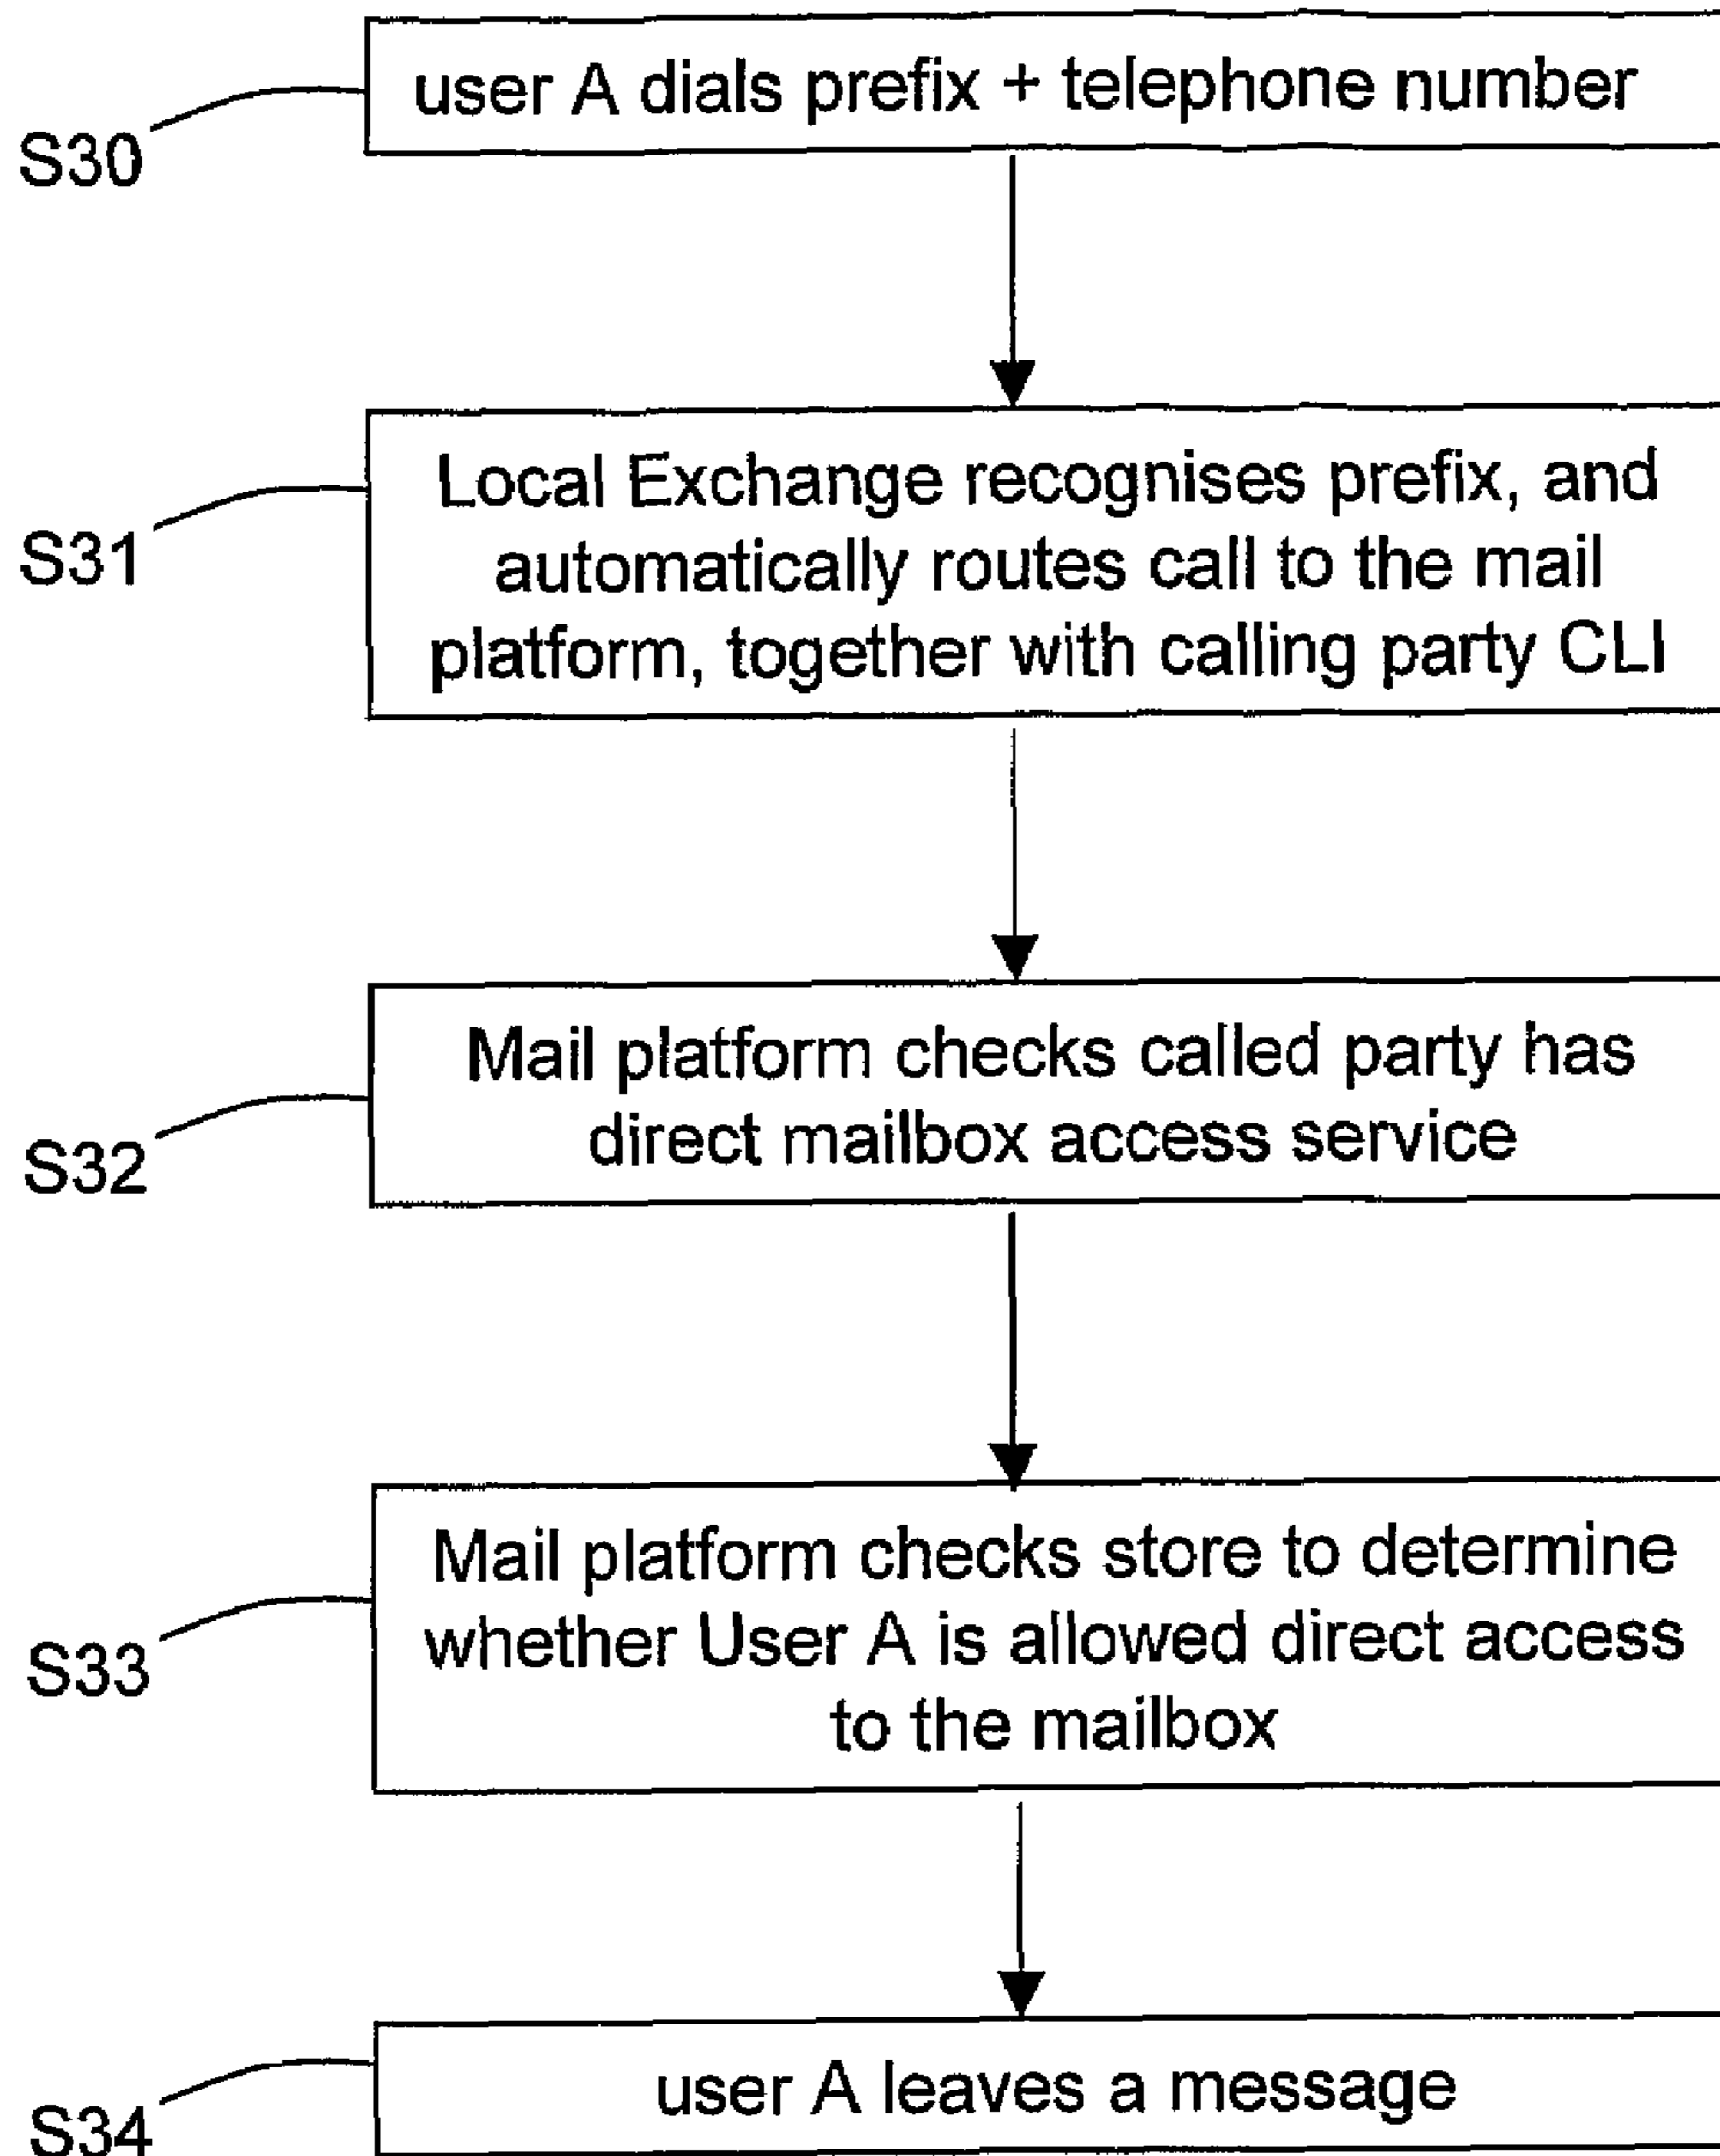 user A dials prefix + telephone number
S30
Local Exchange recognises prefix, and
automatically routes call to the mail
platform, together with calling party CLI
S31
Mail platform checks called party has
direct mailbox access service
S32
Mail platform checks store to determine
whether User A is allowed direct access
to the mailbox
S33
user A leaves a message
S34